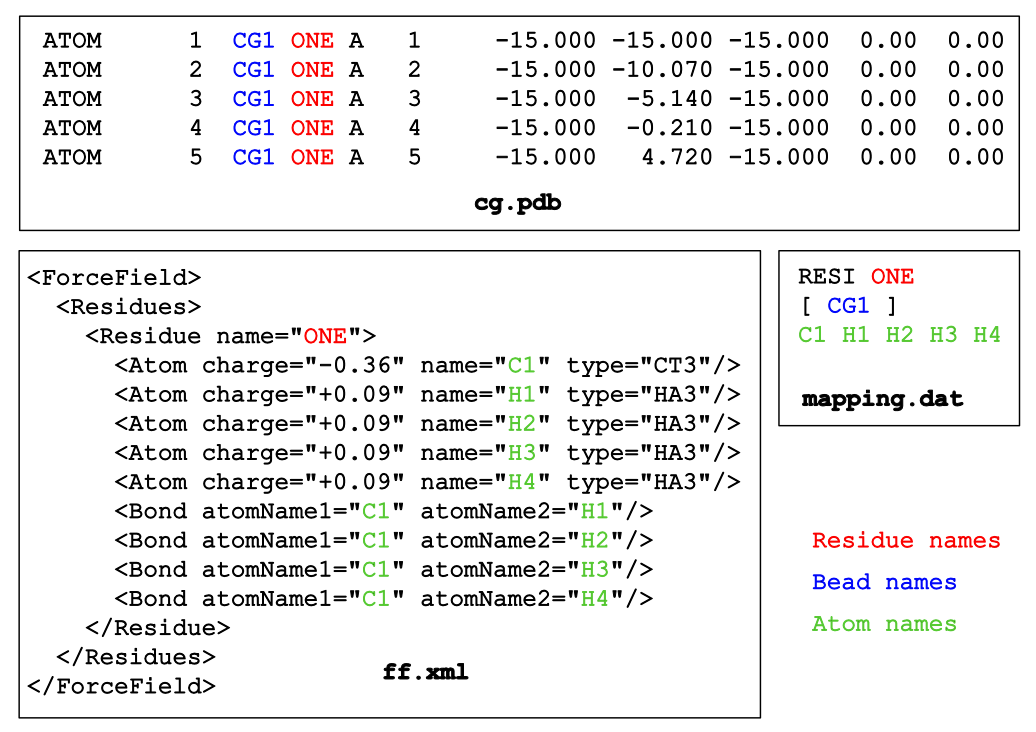 ATOM      1  CG1 ONE A   1     -15.000 -15.000 -15.000  0.00  0.00
ATOM      2  CG1 ONE A   2     -15.000 -10.070 -15.000  0.00  0.00
ATOM      3  CG1 ONE A   3     -15.000  -5.140 -15.000  0.00  0.00
ATOM      4  CG1 ONE A   4     -15.000  -0.210 -15.000  0.00  0.00
ATOM      5  CG1 ONE A   5     -15.000   4.720 -15.000  0.00  0.00
cg.pdb
<ForceField>
  <Residues>
    <Residue name="ONE">
      <Atom charge="-0.36" name="C1" type="CT3"/>
      <Atom charge="+0.09" name="H1" type="HA3"/>
      <Atom charge="+0.09" name="H2" type="HA3"/>
      <Atom charge="+0.09" name="H3" type="HA3"/>
      <Atom charge="+0.09" name="H4" type="HA3"/>
      <Bond atomName1="C1" atomName2="H1"/>
      <Bond atomName1="C1" atomName2="H2"/>
      <Bond atomName1="C1" atomName2="H3"/>
      <Bond atomName1="C1" atomName2="H4"/>
    </Residue>
  </Residues>
</ForceField>
ff.xml
RESI ONE
[ CG1 ]
C1 H1 H2 H3 H4
mapping.dat
Residue names
Bead names
Atom names